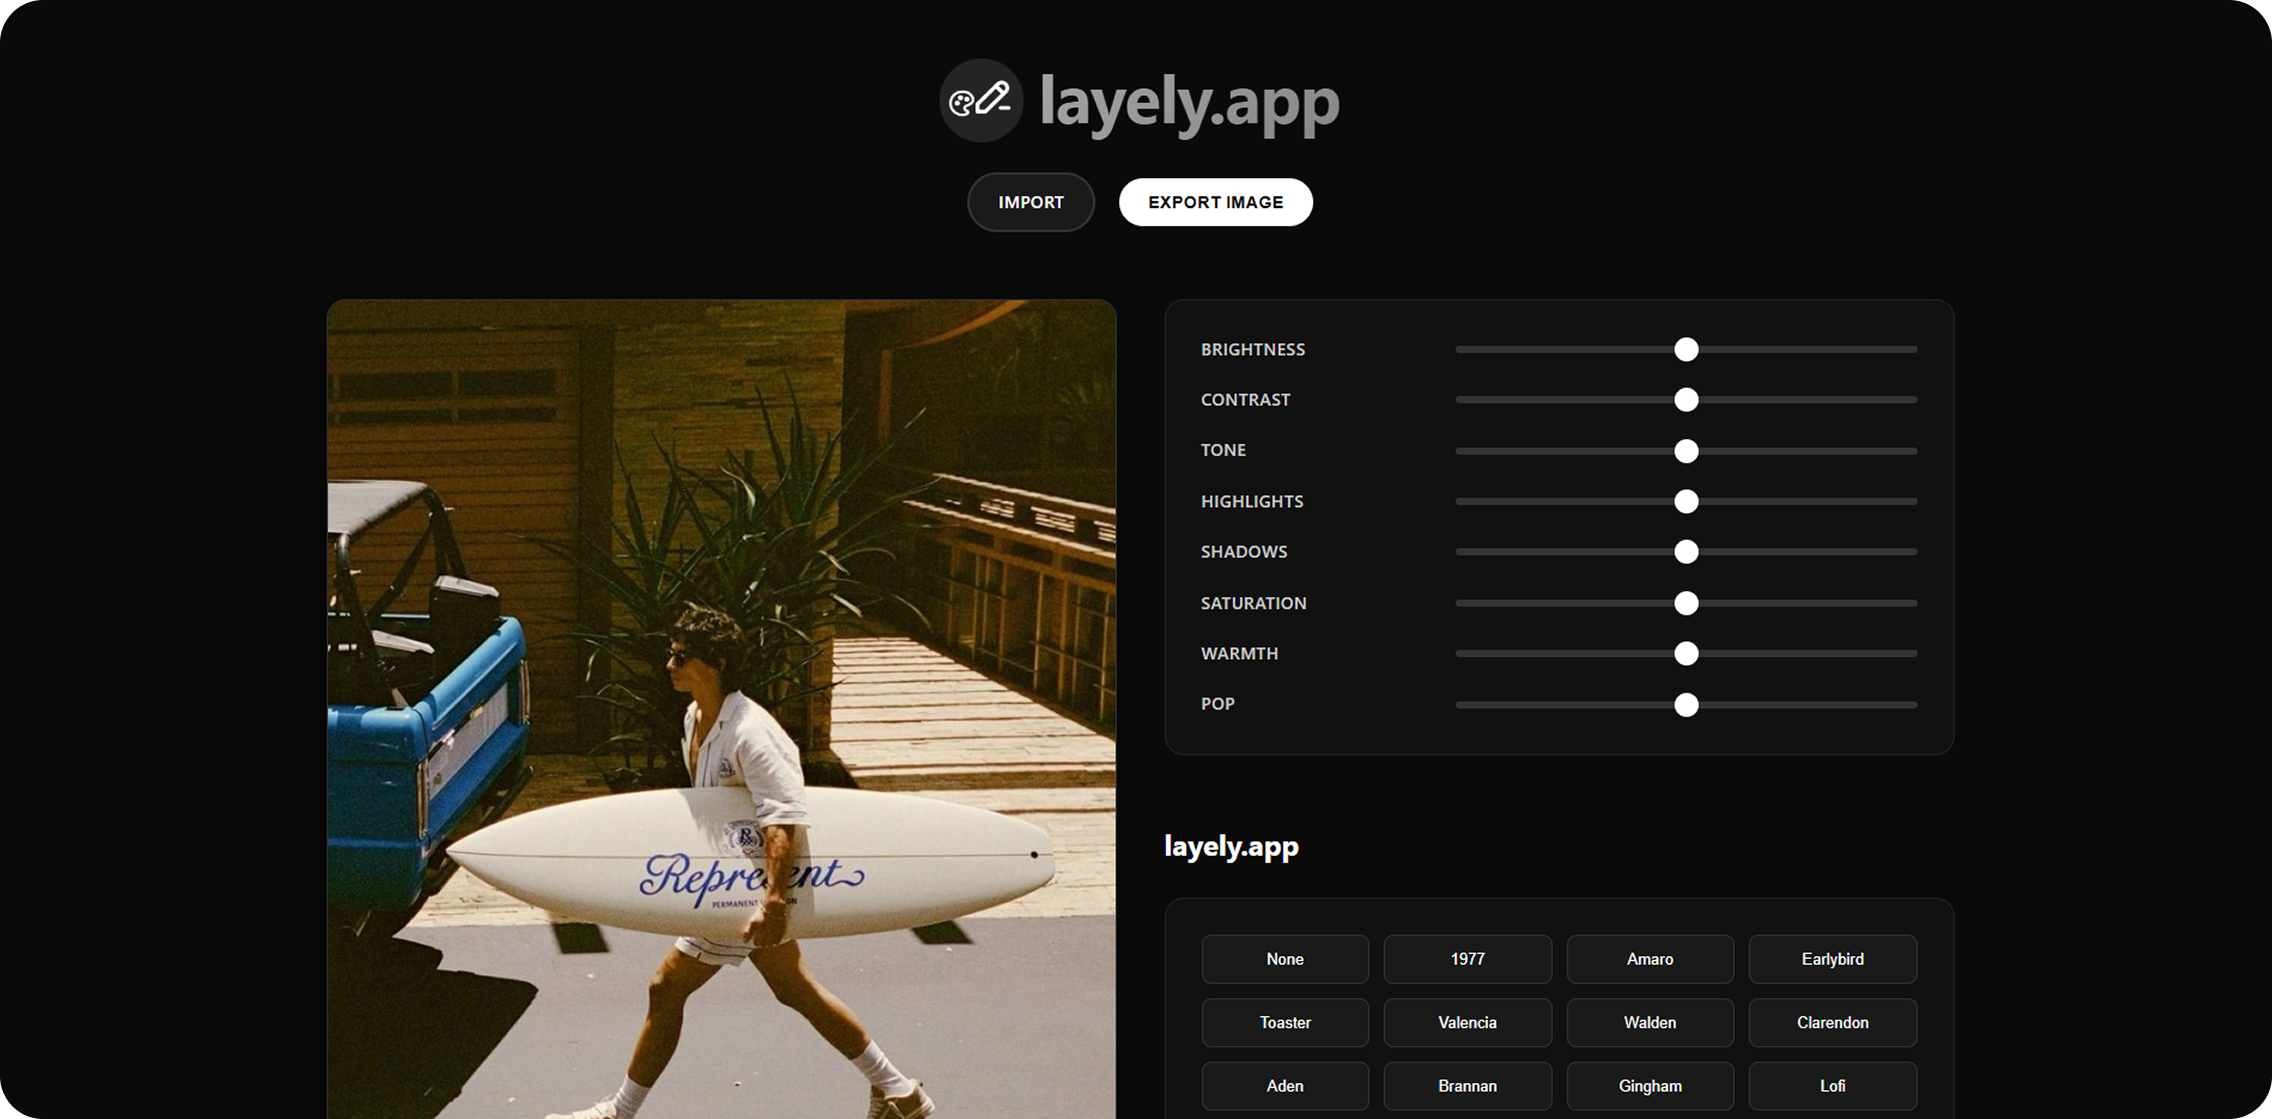 layely.app
IMPORT
EXPORT IMAGE
BRIGHTNESS
CONTRAST
TONE
HIGHLIGHTS
SHADOWS
SATURATION
WARMTH
POP
Represent
PERMANENT
layely.app
None
1977
Amaro
Earlybird
Toaster
Valencia
Walden
Clarendon
Aden
Brannan
Gingham
Lofi